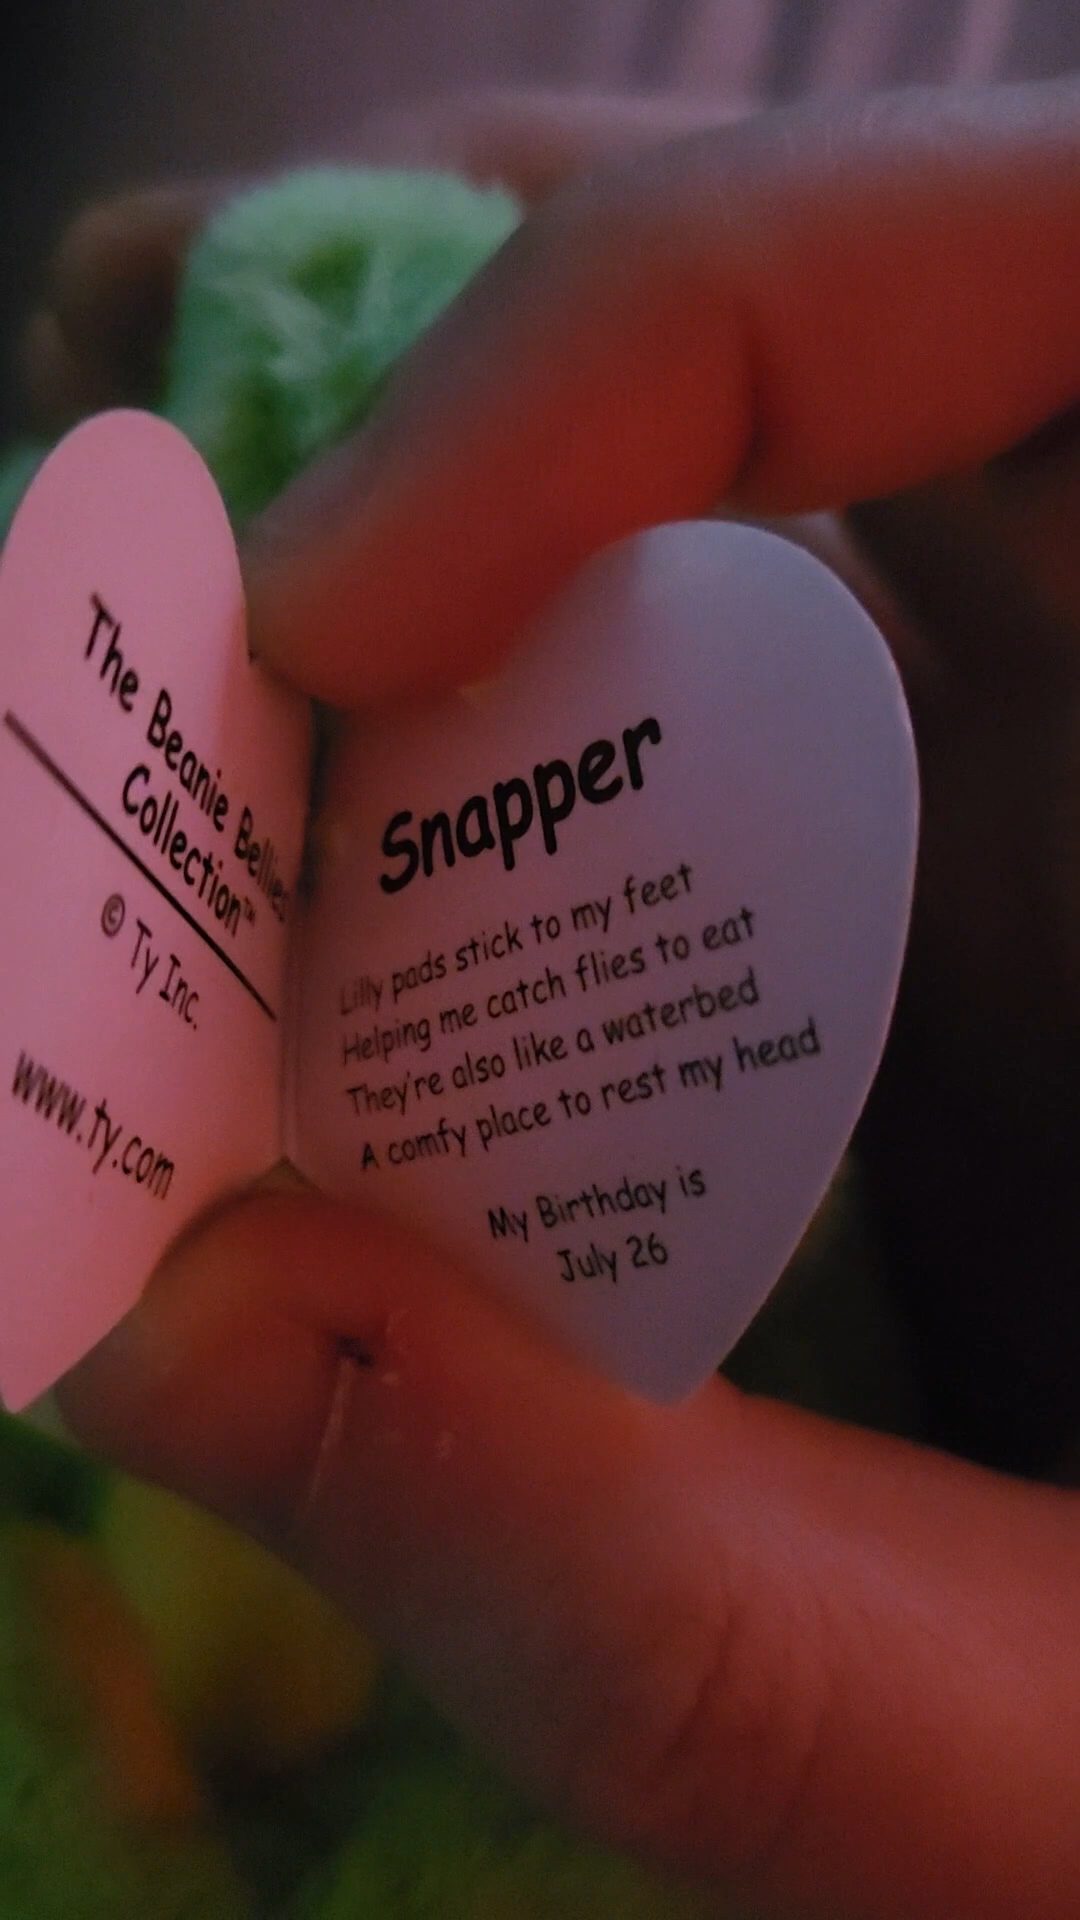 The Beanie Bellies
Collection™
© Ty Inc.
www.ty.com
Snapper
Lilly pads stick to my feet
Helping me catch flies to eat
They're also like a waterbed
A comfy place to rest my head
My Birthday is
July 26